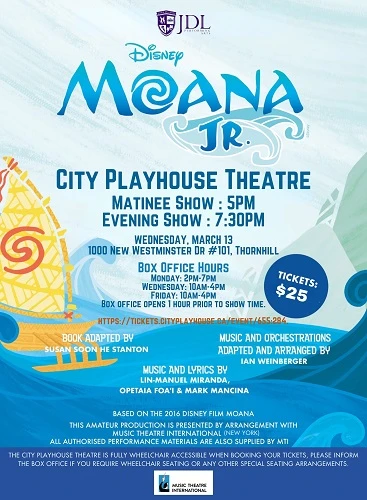 JDL
Disney
MOANA
JR.
CITY PLAYHOUSE THEATRE
MATINEE SHOW : 5PM
EVENING SHOW : 7:30PM
WEDNESDAY, MARCH 13
1000 NEW WESTMINSTER DR #101, THORNHILL
BOX OFFICE HOURS
MONDAY: 2PM-7PM
WEDNESDAY: 10AM-4PM
FRIDAY: 10AM-4PM
BOX OFFICE OPENS 1 HOUR PRIOR TO SHOW TIME.
TICKETS:
$25
HTTPS://TICKETS.CITYPLAYHOUSE.CA/EVENT/455:284
BOOK ADAPTED BY
SUSAN SOON HE STANTON
MUSIC AND ORCHESTRATIONS
ADAPTED AND ARRANGED BY
IAN WEINBERGER
MUSIC AND LYRICS BY
LIN-MANUEL MIRANDA,
OPETAIA FOA'I & MARK MANCINA
BASED ON THE 2016 DISNEY FILM MOANA
THIS AMATEUR PRODUCTION IS PRESENTED BY ARRANGEMENT WITH
MUSIC THEATRE INTERNATIONAL (NEW YORK)
ALL AUTHORISED PERFORMANCE MATERIALS ARE ALSO SUPPLIED BY MTI
THE CITY PLAYHOUSE THEATRE IS FULLY WHEELCHAIR ACCESSIBLE WHEN BOOKING YOUR TICKETS, PLEASE INFORM
THE BOX OFFICE IF YOU REQUIRE WHEELCHAIR SEATING OR ANY OTHER SPECIAL SEATING ARRANGEMENTS.
MUSIC THEATRE
INTERNATIONAL